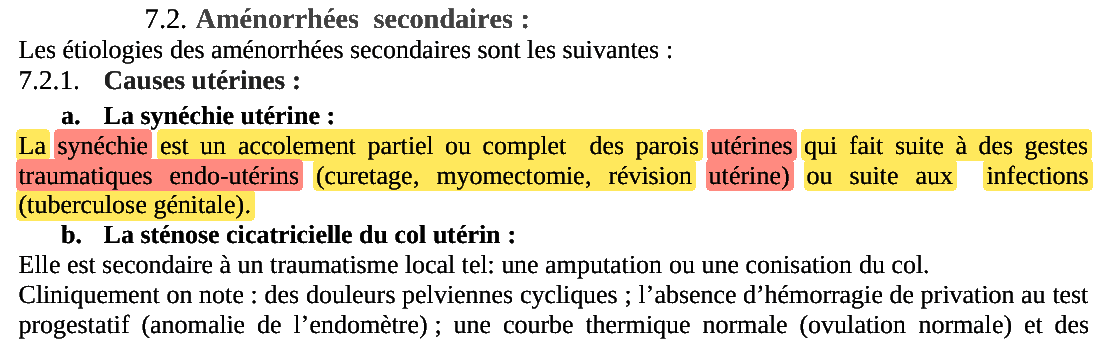 7.2. Aménorrhées secondaires :
Les étiologies des aménorrhées secondaires sont les suivantes :
7.2.1. Causes utérines :
a. La synéchie utérine :
La synéchie est un accolement partiel ou complet des parois utérines qui fait suite à des gestes
traumatiques endo-utérins (curetage, myomectomie, révision utérine) ou suite aux infections
(tuberculose génitale).
b. La sténose cicatricielle du col utérin :
Elle est secondaire à un traumatisme local tel: une amputation ou une conisation du col.
Cliniquement on note : des douleurs pelviennes cycliques ; l’absence d’hémorragie de privation au test
progestatif (anomalie de l’endomètre) ; une courbe thermique normale (ovulation normale) et des